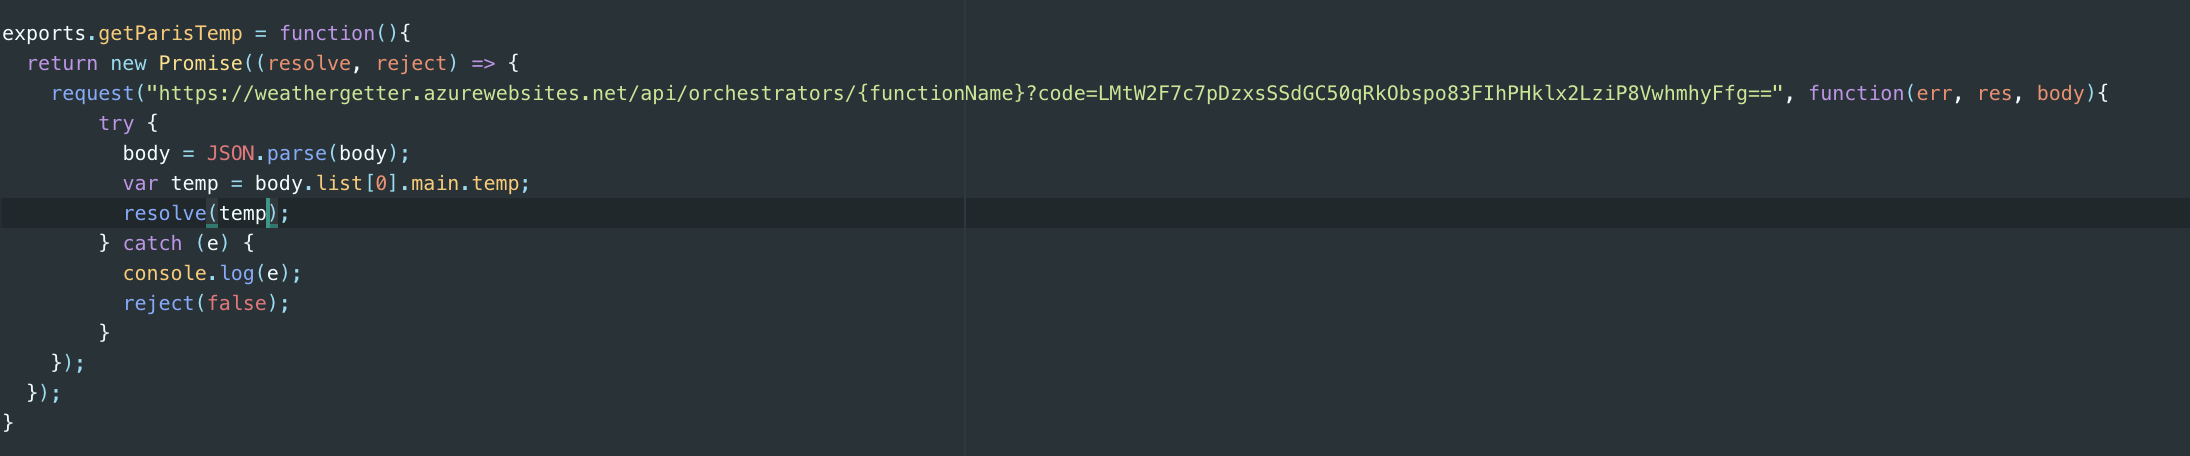 exports.getParisTemp = function(){
  return new Promise((resolve, reject) => {
    request("https://weathergetter.azurewebsites.net/api/orchestrators/{functionName}?code=LMtW2F7c7pDzxsSSdGC50qRkObspo83FIhPHklx2LziP8VwhmhyFfg==", function(err, res, body){
        try {
          body = JSON.parse(body);
          var temp = body.list[0].main.temp;
          resolve(temp);
        } catch (e) {
          console.log(e);
          reject(false);
        }
    });
  });
}